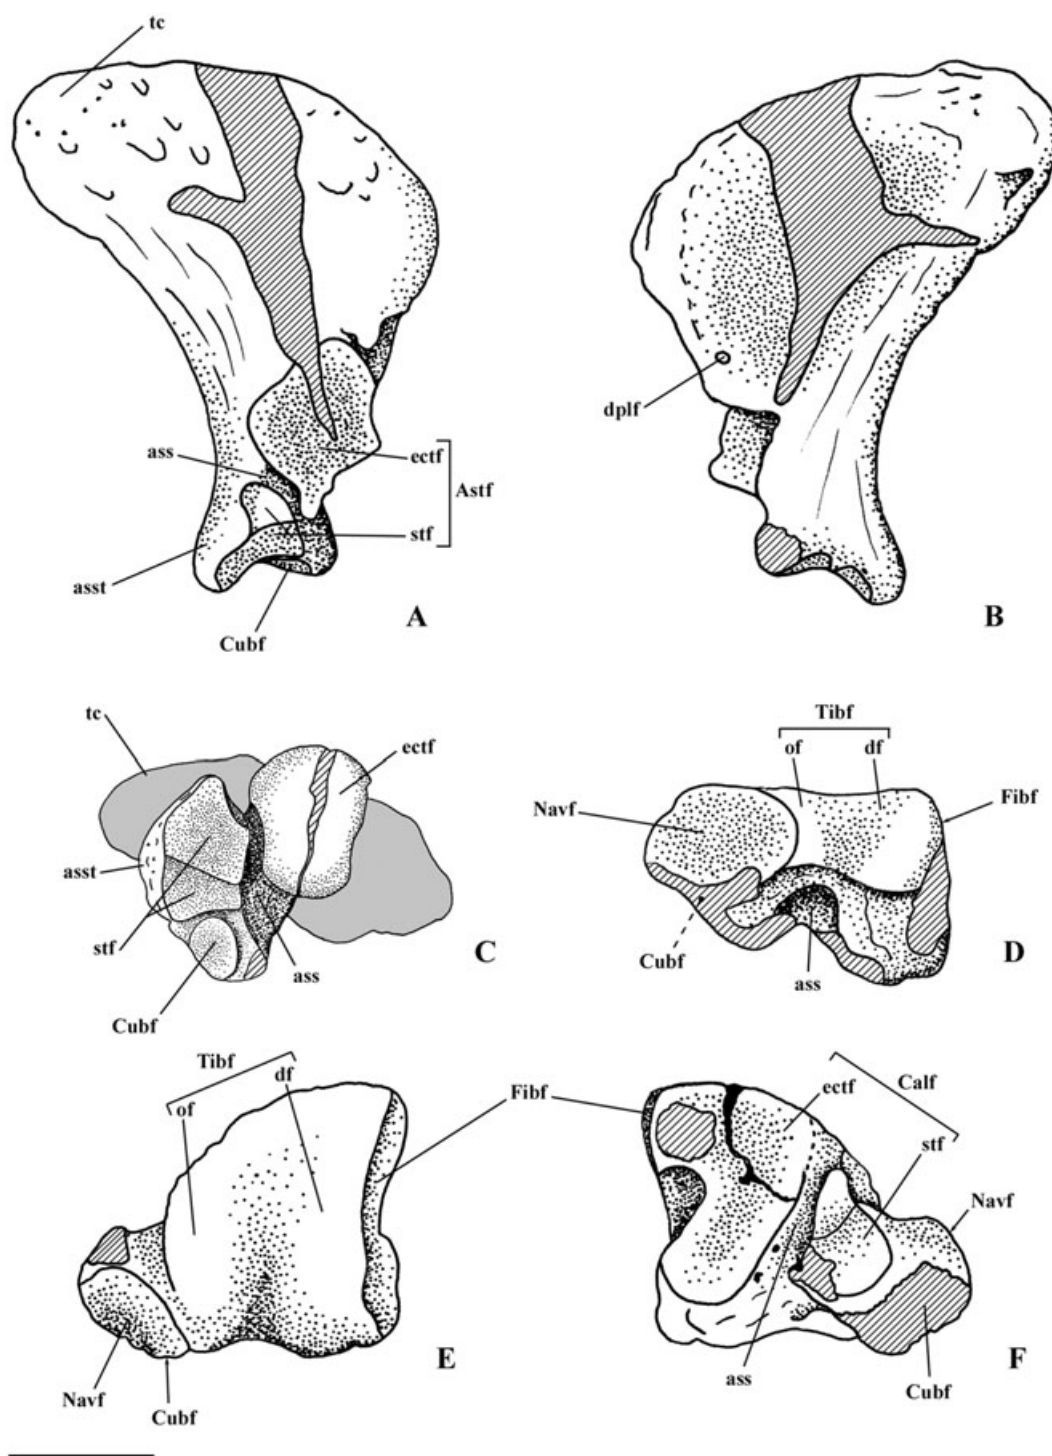 tc
ass
ectf
Astf
stf
asst
Cubf
A
dplf
B
tc
ectf
asst
stf
ass
Cubf
C
Tibf
of df
Navf
Fibf
Cubf
ass
D
Tibf
of df
Fibf
Navf
Cubf
E
ectf
Calf
stf
Navf
ass
Cubf
F